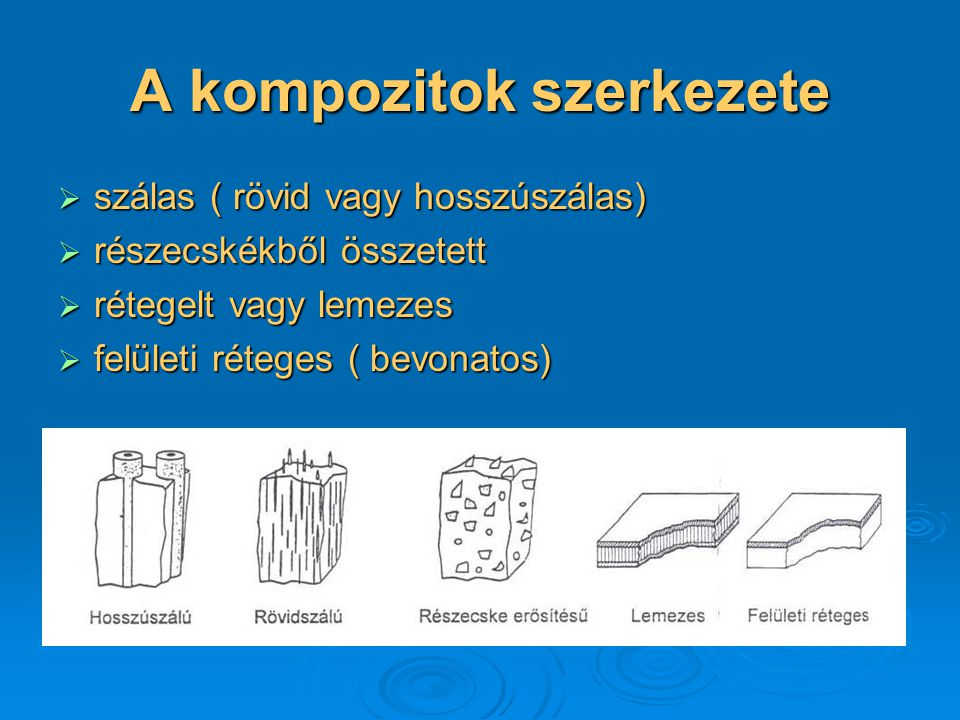 A kompozitok szerkezete
szálas ( rövid vagy hosszúszálas)
részecskékből összetett
rétegelt vagy lemezes
felületi réteges ( bevonatos)
Hosszúszálú Rövidszálú Részecske erősítésű Lemezes Felületi réteges